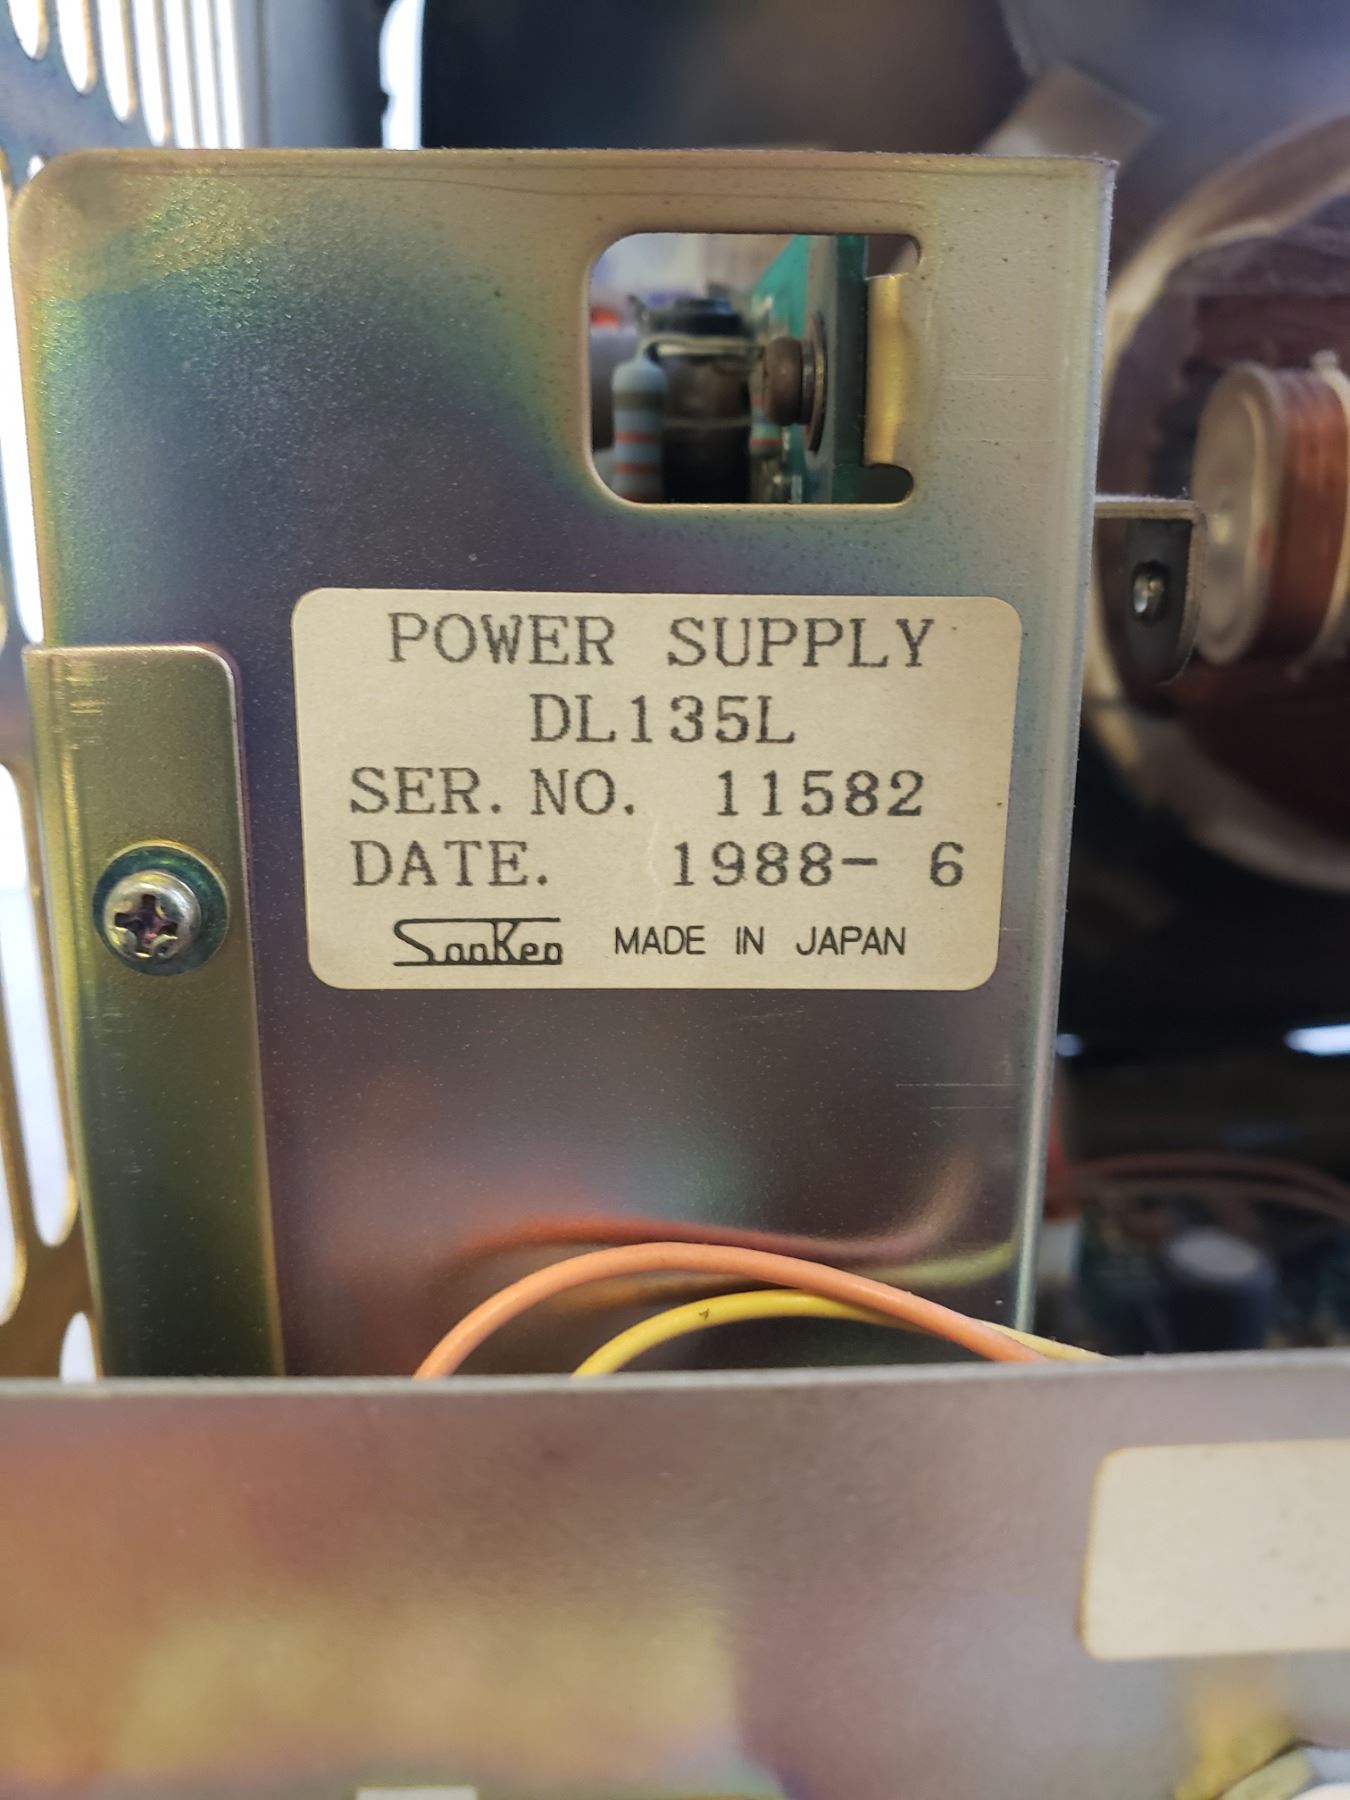 POWER SUPPLY
DL135L
SER. NO. 11582
DATE. 1988- 6
SanKen MADE IN JAPAN